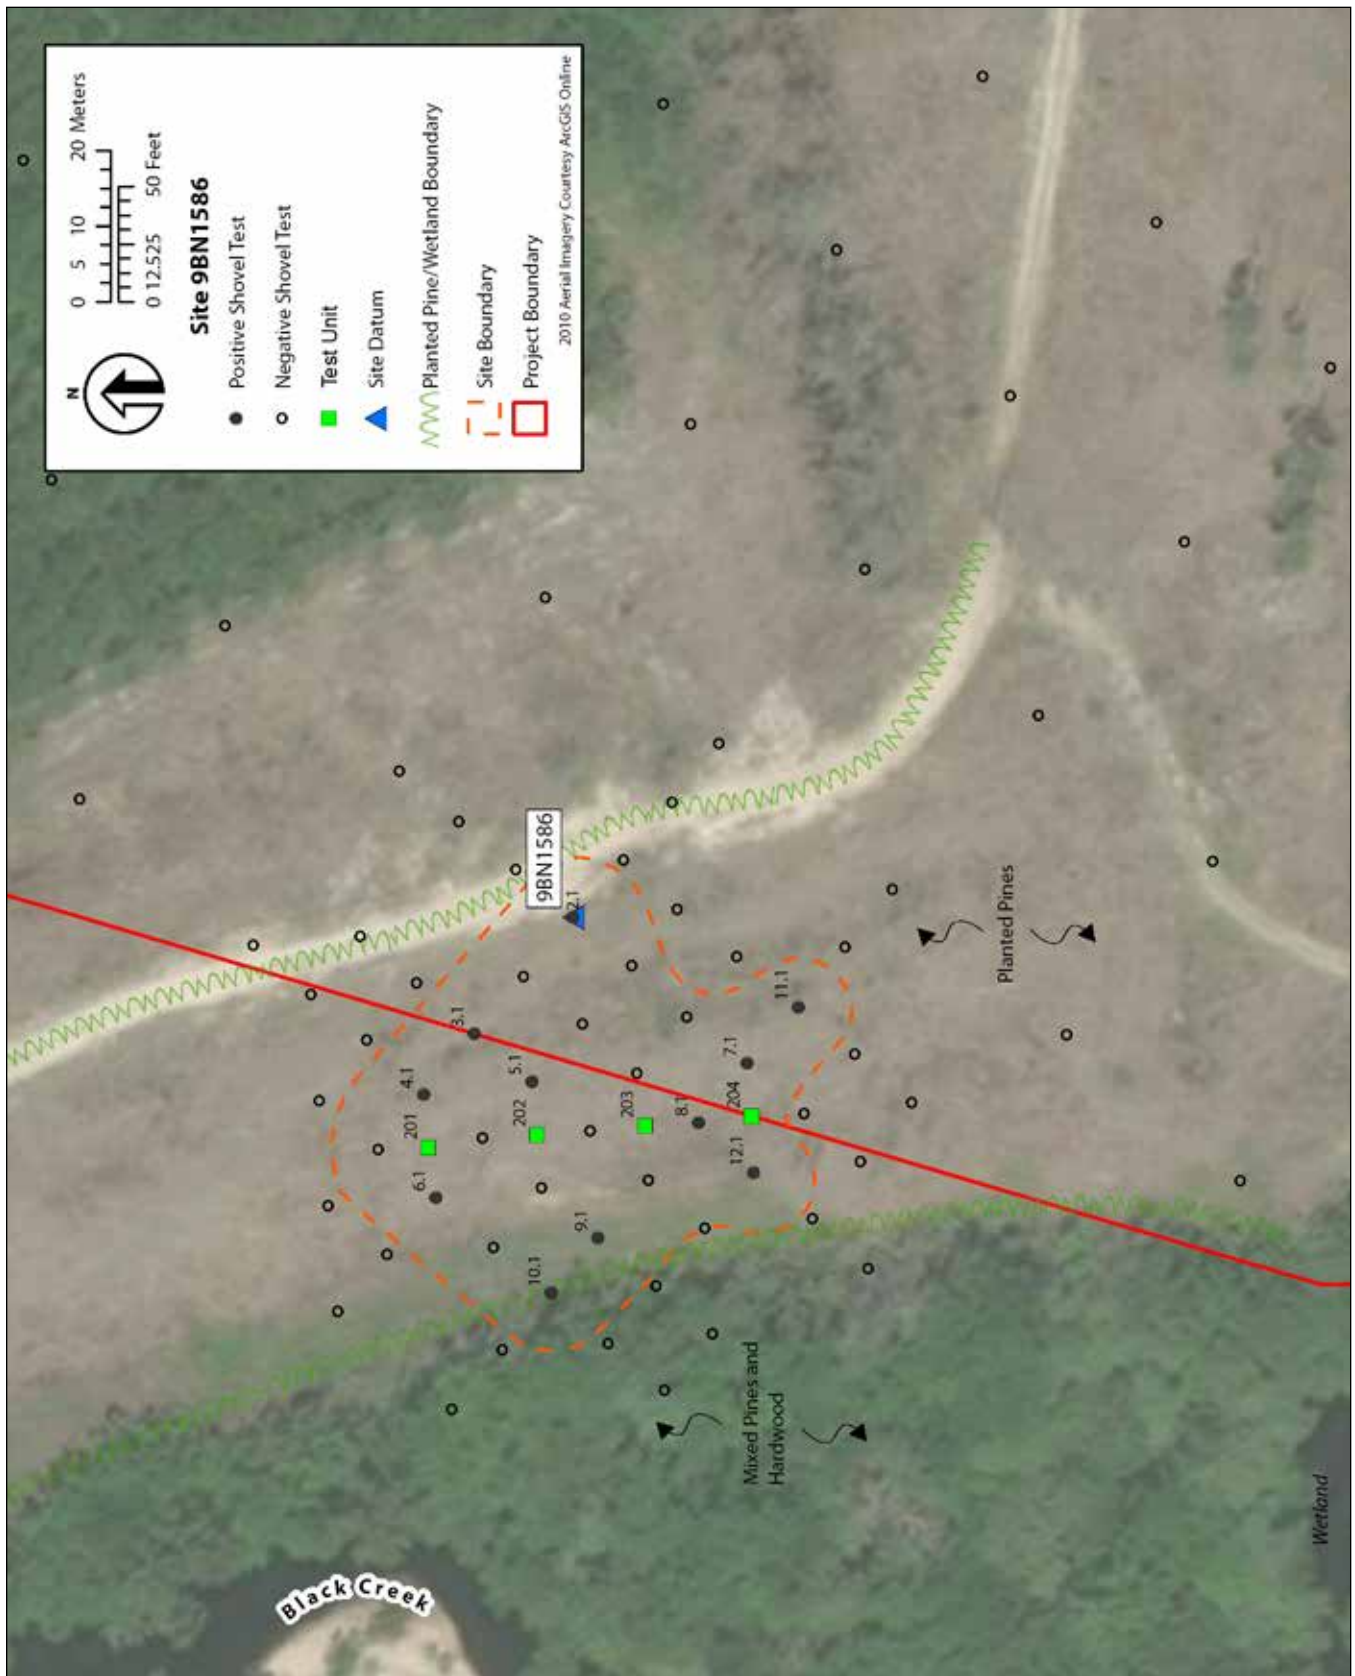 N
0 5 10 20 Meters
0 12.525 50 Feet
Site 9BN1586
Positive Shovel Test
Negative Shovel Test
Test Unit
Site Datum
Planted Pine/Wetland Boundary
Site Boundary
Project Boundary
2010 Aerial Imagery Courtesy ArcGIS Online
9BN1586
2.1
3.1
4.1
5.1
201
202
203
204
6.1
7.1
8.1
9.1
10.1
11.1
12.1
Planted Pines
Mixed Pines and
Hardwood
Black Creek
Wetland